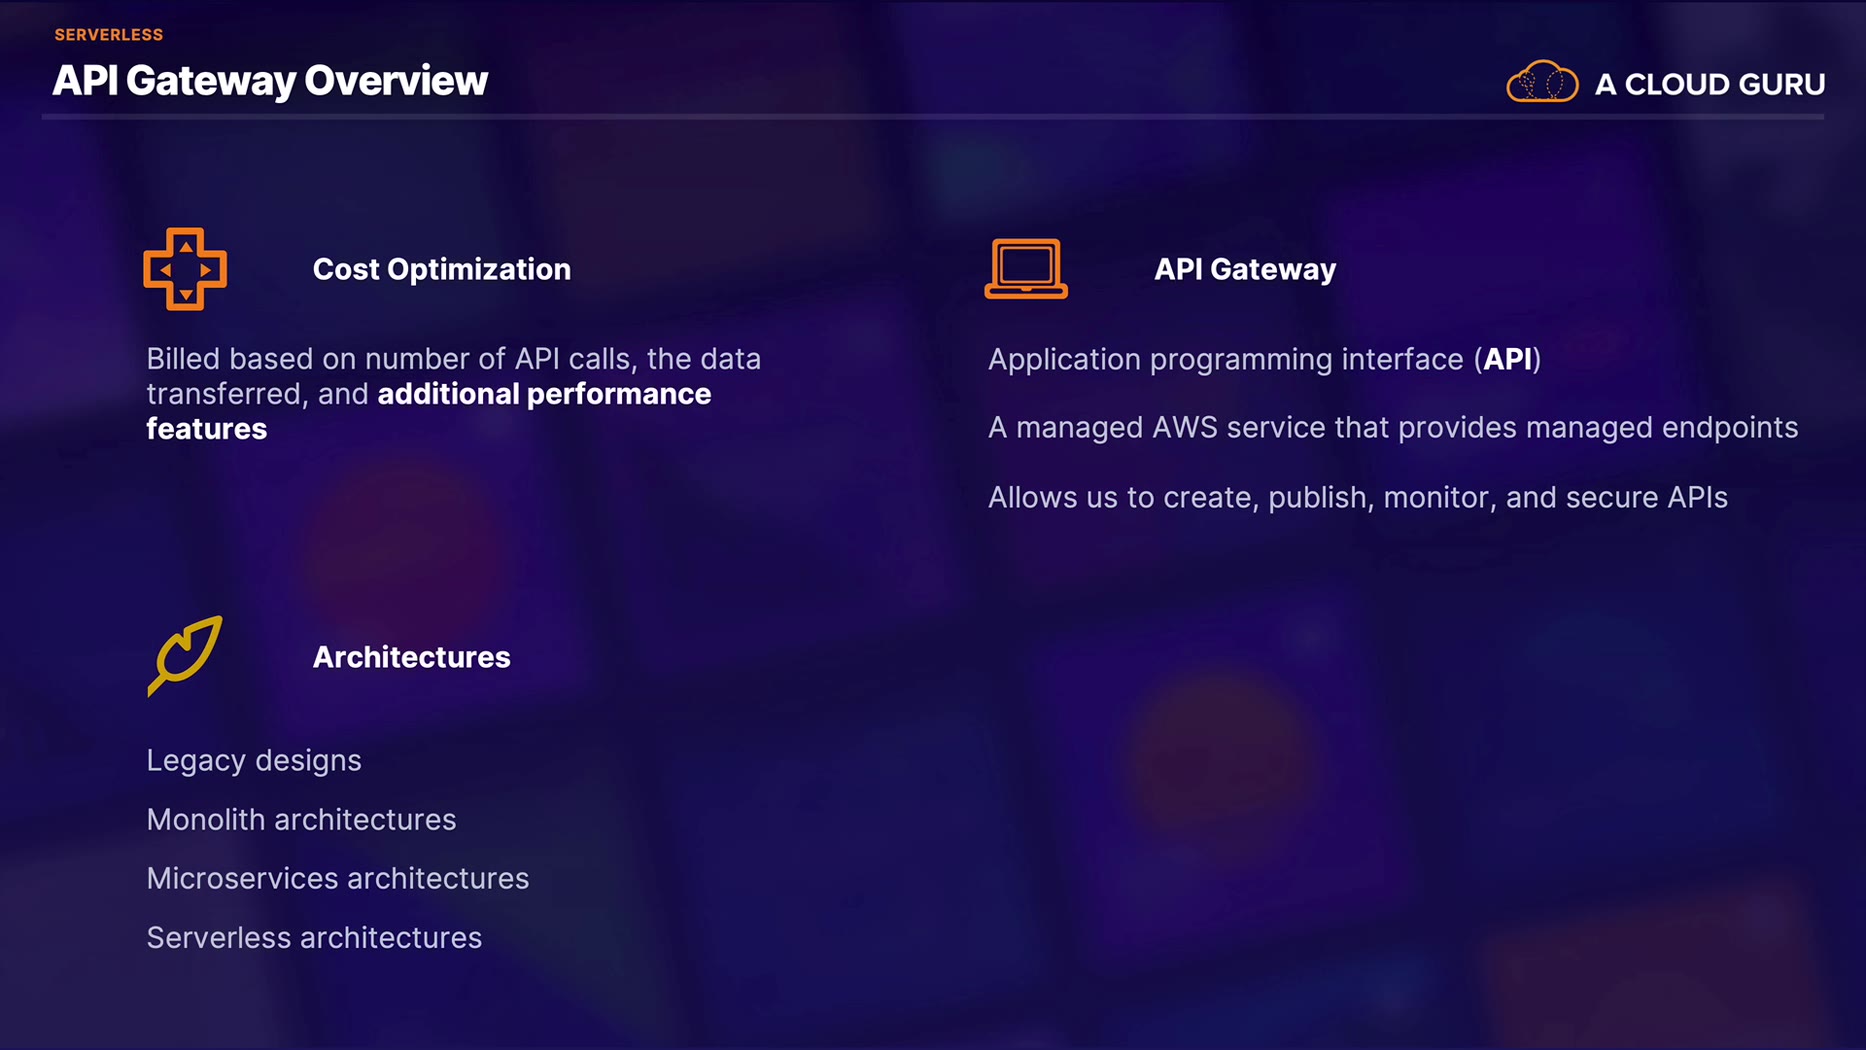 SERVERLESS
API Gateway Overview
A CLOUD GURU
Cost Optimization
Billed based on number of API calls, the data
transferred, and additional performance
features
API Gateway
Application programming interface (API)
A managed AWS service that provides managed endpoints
Allows us to create, publish, monitor, and secure APIs
Architectures
Legacy designs
Monolith architectures
Microservices architectures
Serverless architectures